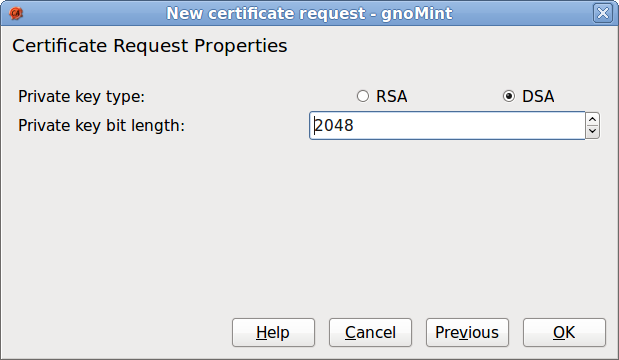 New certificate request - gnoMint
Certificate Request Properties
Private key type: RSA DSA
Private key bit length: 2048
Help Cancel Previous OK